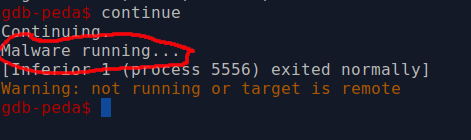 gdb-peda$ continue
Continuing.
Malware running...
[Inferior 1 (process 5556) exited normally]
Warning: not running or target is remote
gdb-peda$